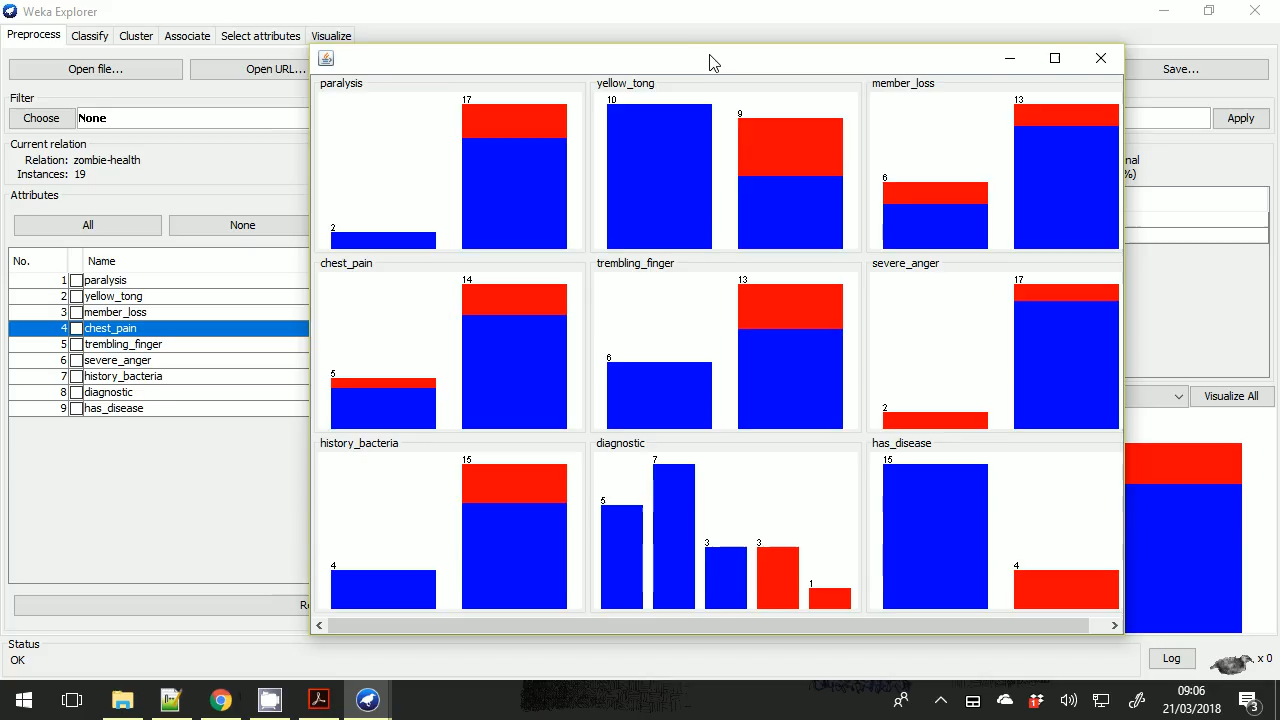 Weka Explorer
Preprocess Classify Cluster Associate Select attributes Visualize
Open file... Open URL... Save...
Filter
Choose None Apply
Current relation
Relation: zombie-health
Instances: 19
Attributes
All None
No. Name
1 paralysis
2 yellow_tong
3 member_loss
4 chest_pain
5 trembling_finger
6 severe_anger
7 history_bacteria
8 diagnostic
9 has_disease
paralysis yellow_tong member_loss
2 17 10 9 6 13
chest_pain trembling_finger severe_anger
5 14 6 13 2 17
history_bacteria diagnostic has_disease
4 15 5 7 3 3 1 15 4
%)
Visualize All
Status
OK
Log x 0
09:06
21/03/2018
3